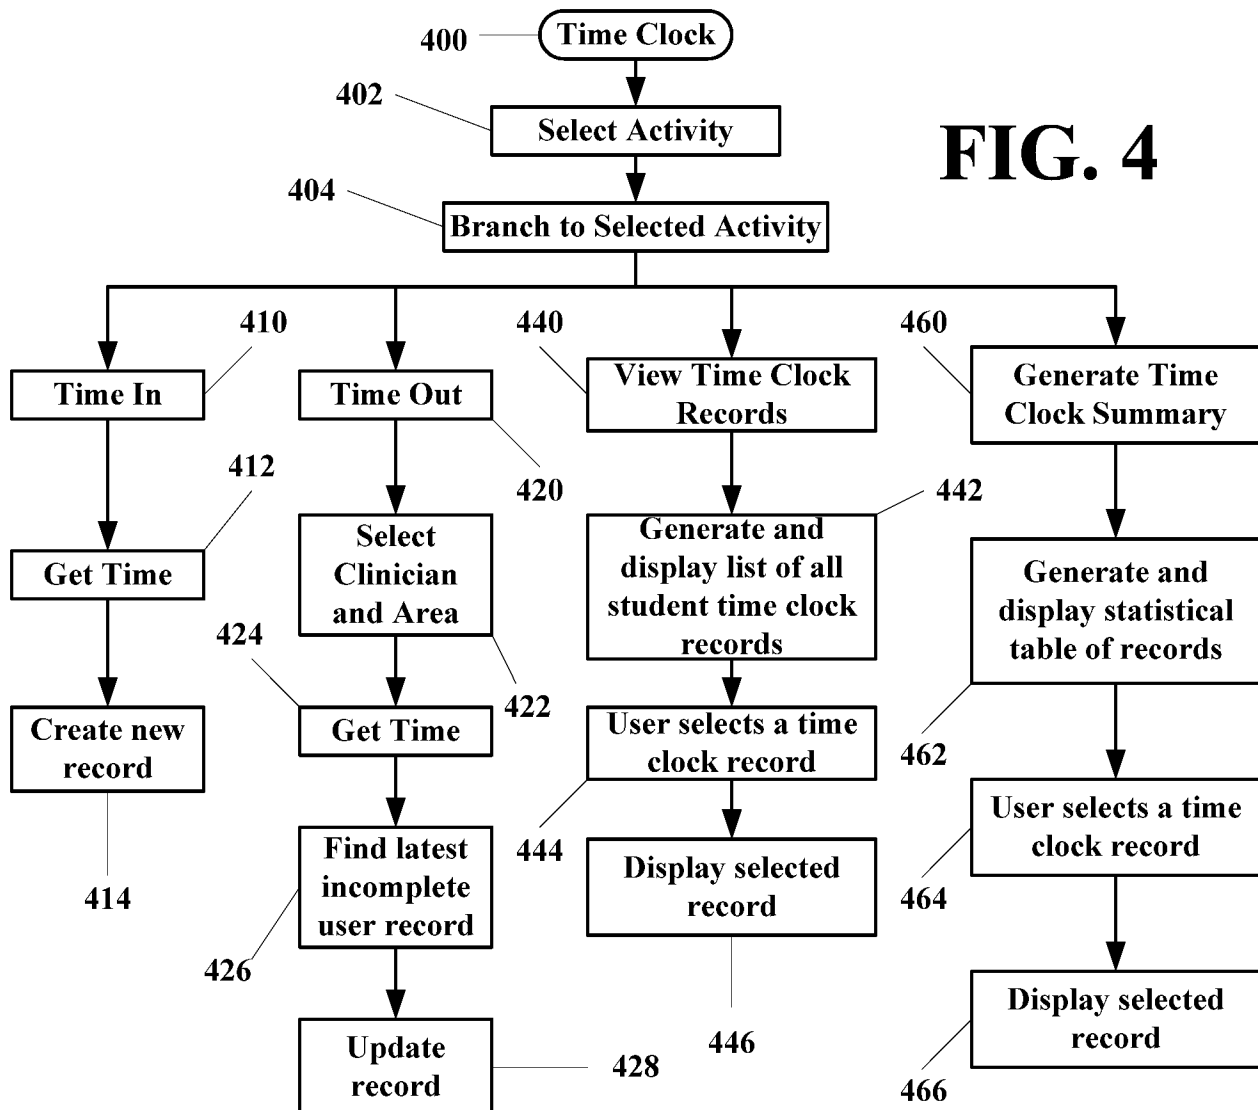 400
Time Clock
402
Select Activity
FIG. 4
404
Branch to Selected Activity
410
440
460
Time In
Time Out
View Time Clock
Records
Generate Time
Clock Summary
412
420
442
Get Time
Select
Clinician
and Area
Generate and
display list of all
student time clock
records
Generate and
display statistical
table of records
424
422
462
Create new
record
Get Time
User selects a time
clock record
User selects a time
clock record
414
Find latest
incomplete
user record
444
Display selected
record
464
426
446
Display selected
record
Update
record
428
466